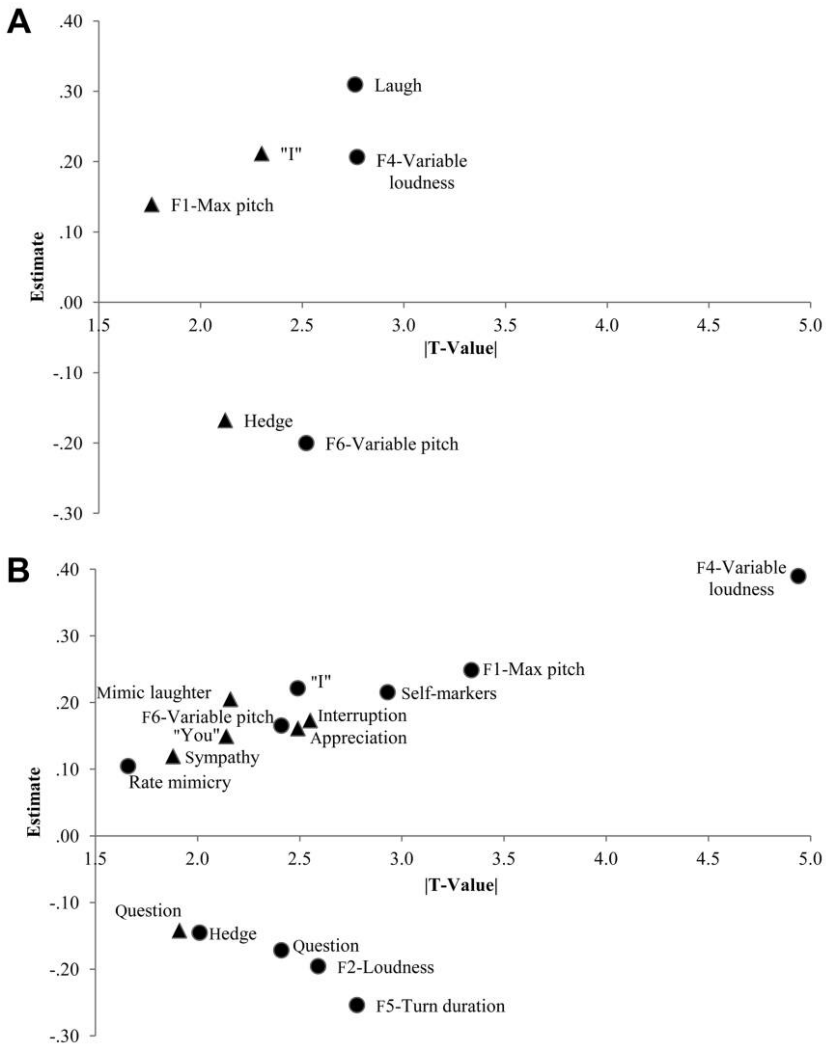 A
.40
.30
Laugh
"I"
F4-Variable
loudness
.20
F1-Max pitch
.10
Estimate
.00
1.5 2.0 2.5 3.0 3.5 4.0 4.5 5.0
|T-Value|
-.10
Hedge
F6-Variable pitch
-.20
-.30
B
.40
F4-Variable
loudness
.30
F1-Max pitch
"I"
Mimic laughter
Self-markers
.20
F6-Variable pitch
Interruption
"You"
Appreciation
Sympathy
.10
Rate mimicry
Estimate
.00
1.5 2.0 2.5 3.0 3.5 4.0 4.5 5.0
|T-Value|
-.10
Question
Hedge
Question
-.20
F2-Loudness
F5-Turn duration
-.30